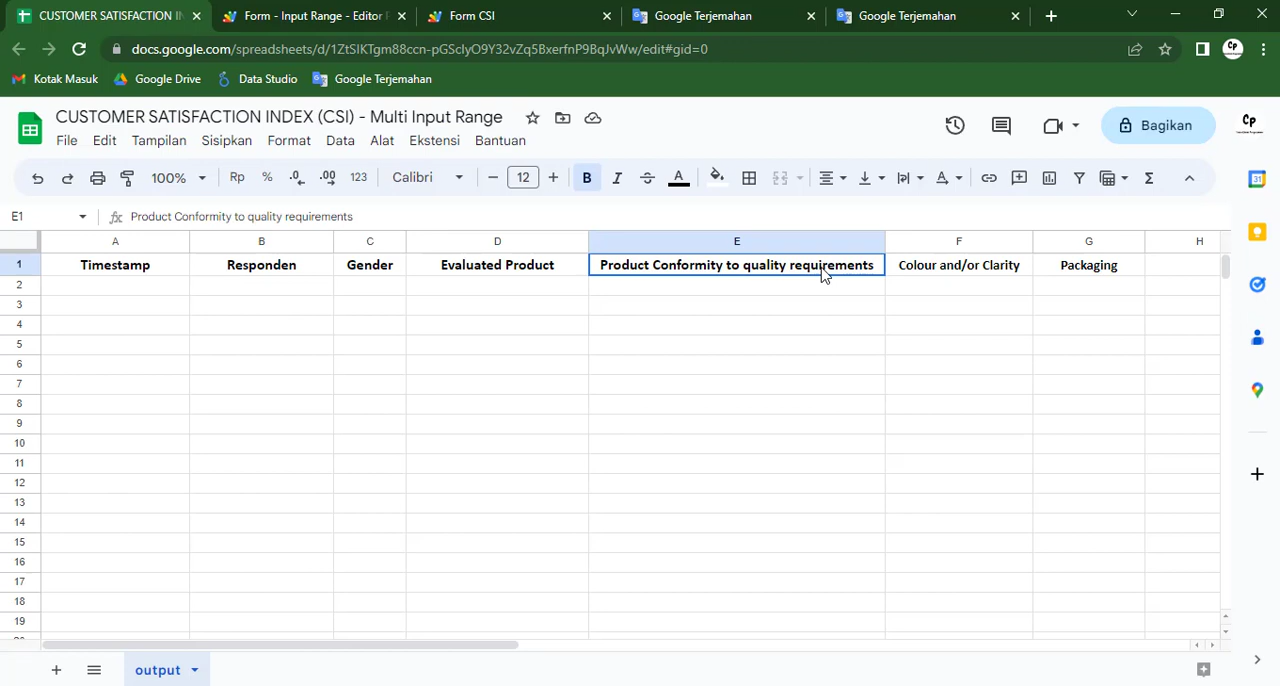 CUSTOMER SATISFACTION IN
Form - Input Range - Editor P
Form CSI
Google Terjemahan
Google Terjemahan
docs.google.com/spreadsheets/d/1ZtSlKTgm88ccn-pGSclyO9Y32vZq5BxerfnP9BqJvWw/edit#gid=0
Cp
Kotak Masuk
Google Drive
Data Studio
Google Terjemahan
CUSTOMER SATISFACTION INDEX (CSI) - Multi Input Range
File Edit Tampilan Sisipkan Format Data Alat Ekstensi Bantuan
Bagikan
Cp
100% Rp % .0 .00 123 Calibri 12 B I S A
31
E1 fx Product Conformity to quality requirements
A B C D E F G H
1 Timestamp Responden Gender Evaluated Product Product Conformity to quality requirements Colour and/or Clarity Packaging
2
3
4
5
6
7
8
9
10
11
12
13
14
15
16
17
18
19
output